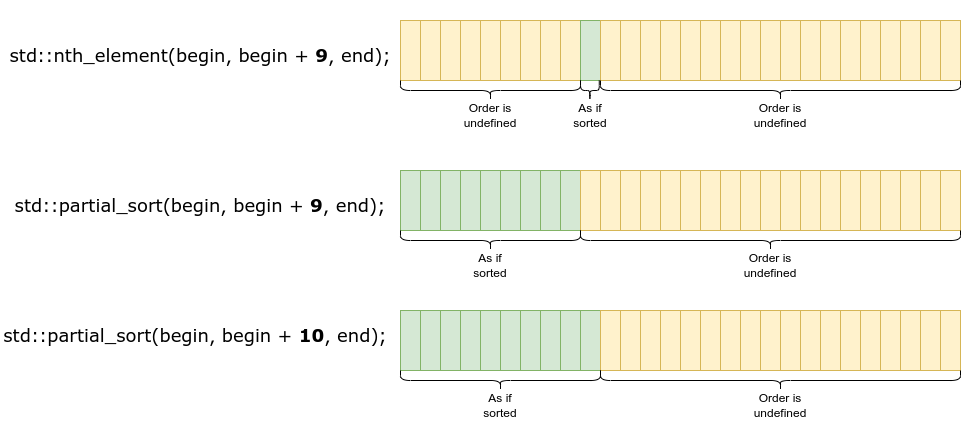 std::nth_element(begin, begin + 9, end);
Order is
undefined
As if
sorted
Order is
undefined
std::partial_sort(begin, begin + 9, end);
As if
sorted
Order is
undefined
std::partial_sort(begin, begin + 10, end);
As if
sorted
Order is
undefined